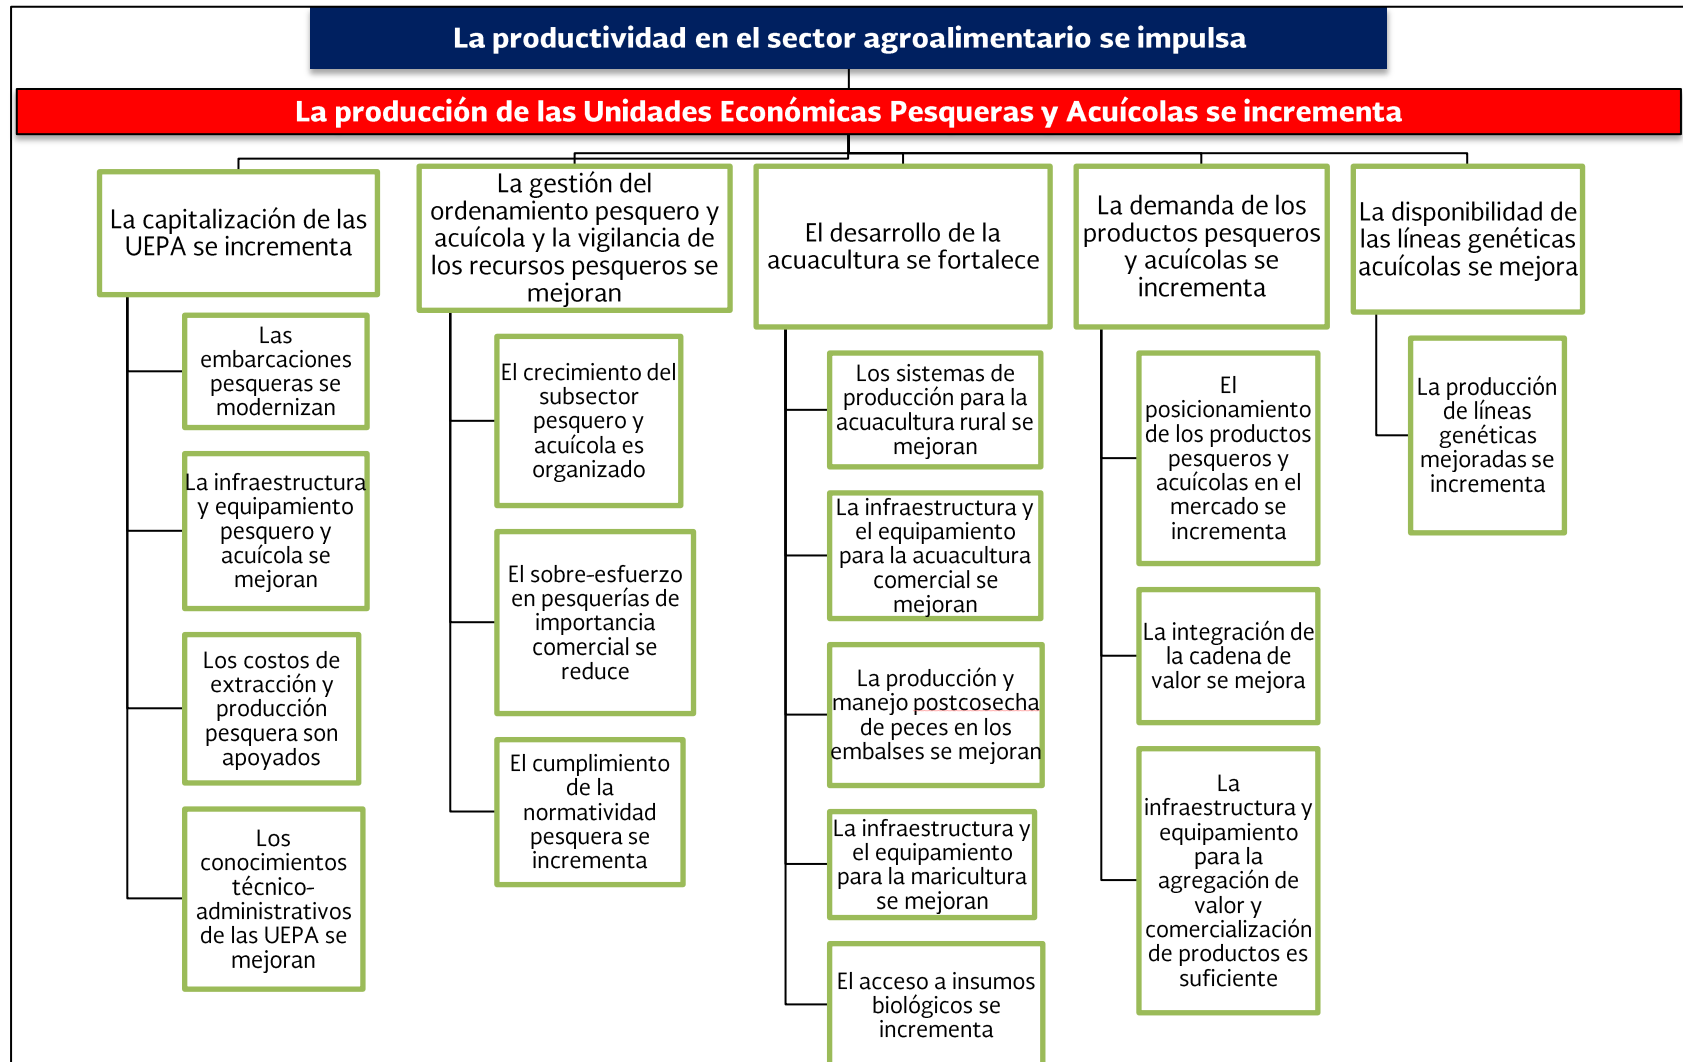 La productividad en el sector agroalimentario se impulsa
La producción de las Unidades Económicas Pesqueras y Acuícolas se incrementa
La capitalización de las
UEPA se incrementa
Las
embarcaciones
pesqueras se
modernizan
La infraestructura
y equipamiento
pesquero y
acuícola se
mejoran
Los costos de
extracción y
producción
pesquera son
apoyados
Los
conocimientos
técnico-
administrativos
de las UEPA se
mejoran
La gestión del
ordenamiento pesquero y
acuícola y la vigilancia de
los recursos pesqueros se
mejoran
El crecimiento del
subsector
pesquero y
acuícola es
organizado
El sobre-esfuerzo
en pesquerías de
importancia
comercial se
reduce
El cumplimiento
de la
normatividad
pesquera se
incrementa
El desarrollo de la
acuacultura se fortalece
Los sistemas de
producción para la
acuacultura rural se
mejoran
La infraestructura y
el equipamiento
para la acuacultura
comercial se
mejoran
La producción y
manejo postcosecha
de peces en los
embalses se mejoran
La infraestructura y
el equipamiento
para la maricultura
se mejoran
El acceso a insumos
biológicos se
incrementa
La demanda de los
productos pesqueros
y acuícolas se
incrementa
El
posicionamiento
de los productos
pesqueros y
acuícolas en el
mercado se
incrementa
La integración de
la cadena de
valor se mejora
La
infraestructura y
equipamiento
para la
agregación de
valor y
comercialización
de productos es
suficiente
La disponibilidad de
las líneas genéticas
acuícolas se mejora
La producción
de líneas
genéticas
mejoradas se
incrementa